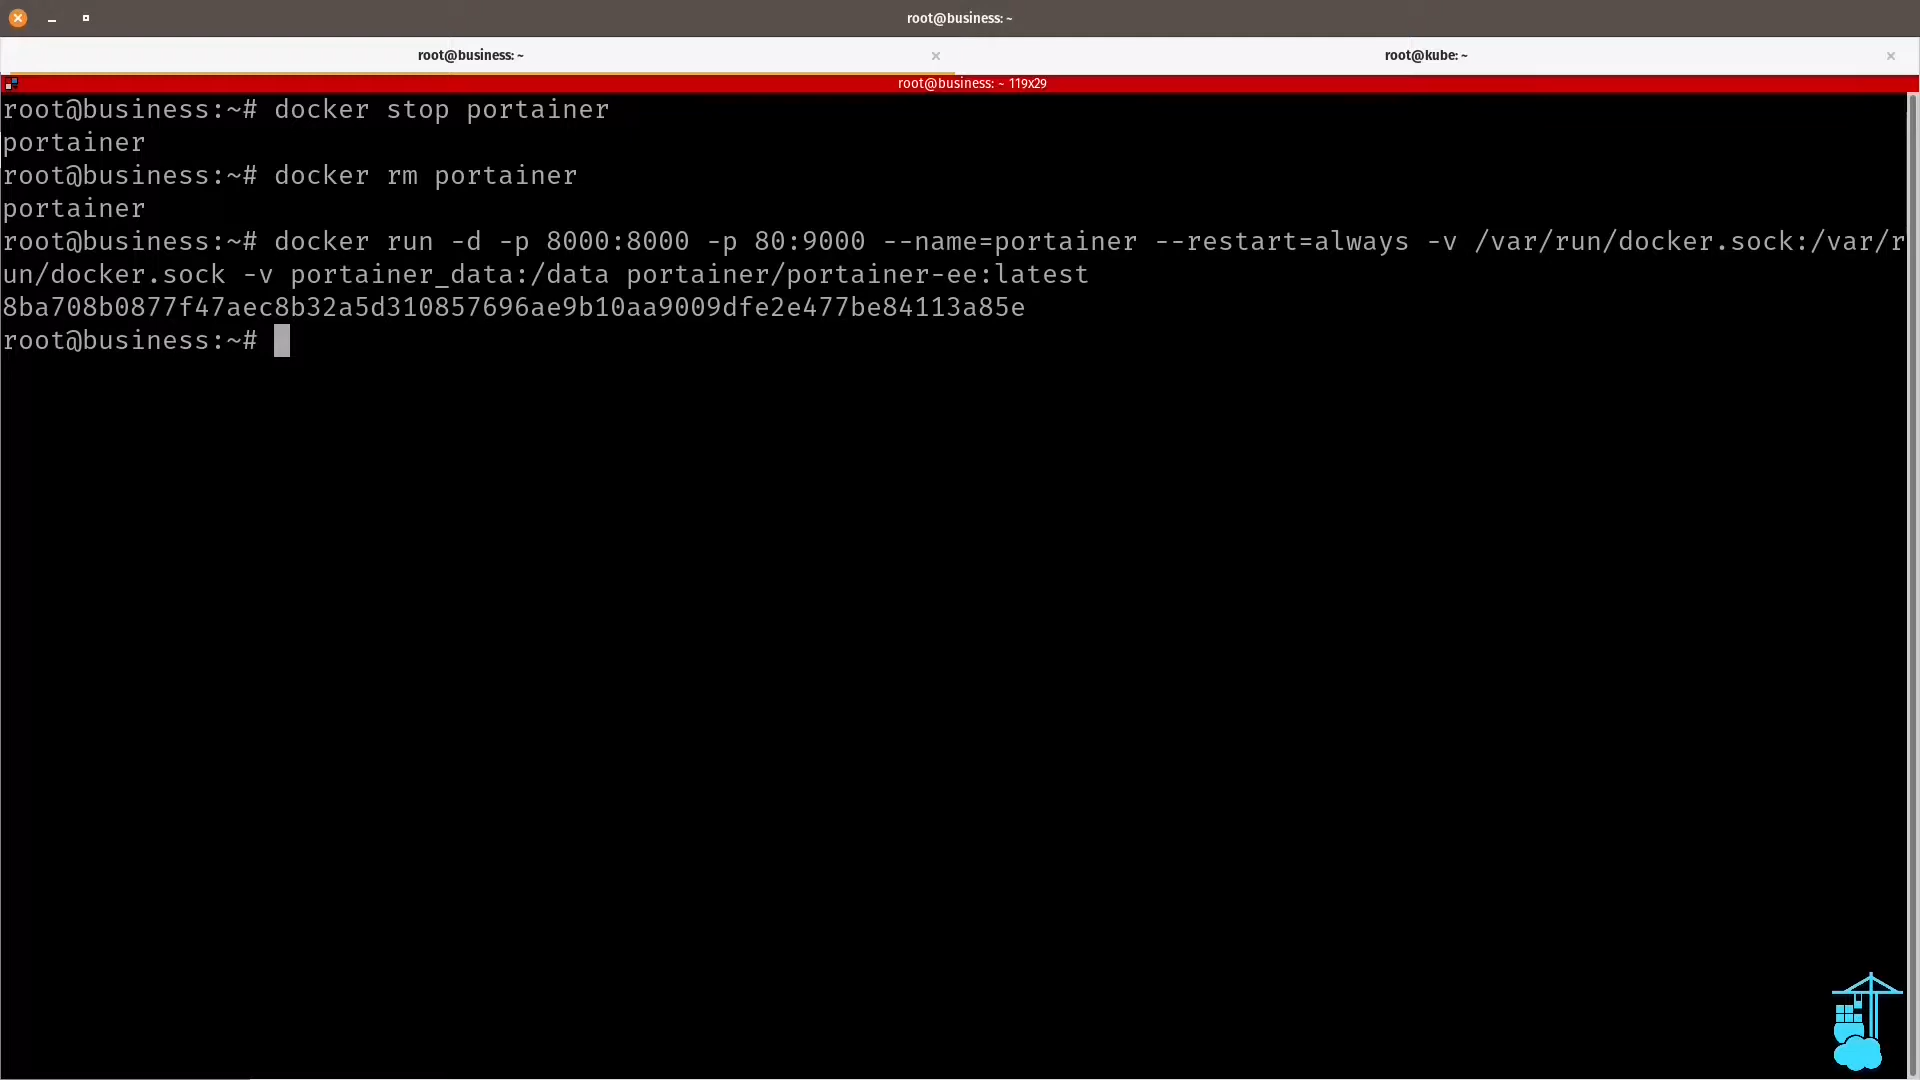 root@business: ~
root@business: ~
root@kube: ~
root@business: ~ 119x29
root@business:~# docker stop portainer
portainer
root@business:~# docker rm portainer
portainer
root@business:~# docker run -d -p 8000:8000 -p 80:9000 --name=portainer --restart=always -v /var/run/docker.sock:/var/r
un/docker.sock -v portainer_data:/data portainer/portainer-ee:latest
8ba708b0877f47aec8b32a5d310857696ae9b10aa9009dfe2e477be84113a85e
root@business:~#